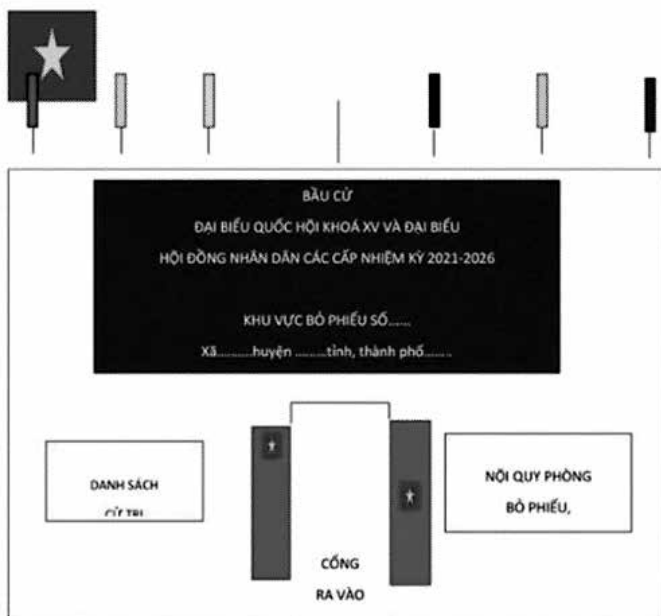 BẦU CỬ
ĐẠI BIỂU QUỐC HỘI KHOÁ XV VÀ ĐẠI BIỂU
HỘI ĐỒNG NHÂN DÂN CÁC CẤP NHIỆM KỲ 2021-2026
KHU VỰC BỎ PHIẾU SỐ......
Xã.........huyện ........tỉnh, thành phố.......
DANH SÁCH
CỬ TRI
NỘI QUY PHÒNG
BỎ PHIẾU,
CỔNG
RA VÀO